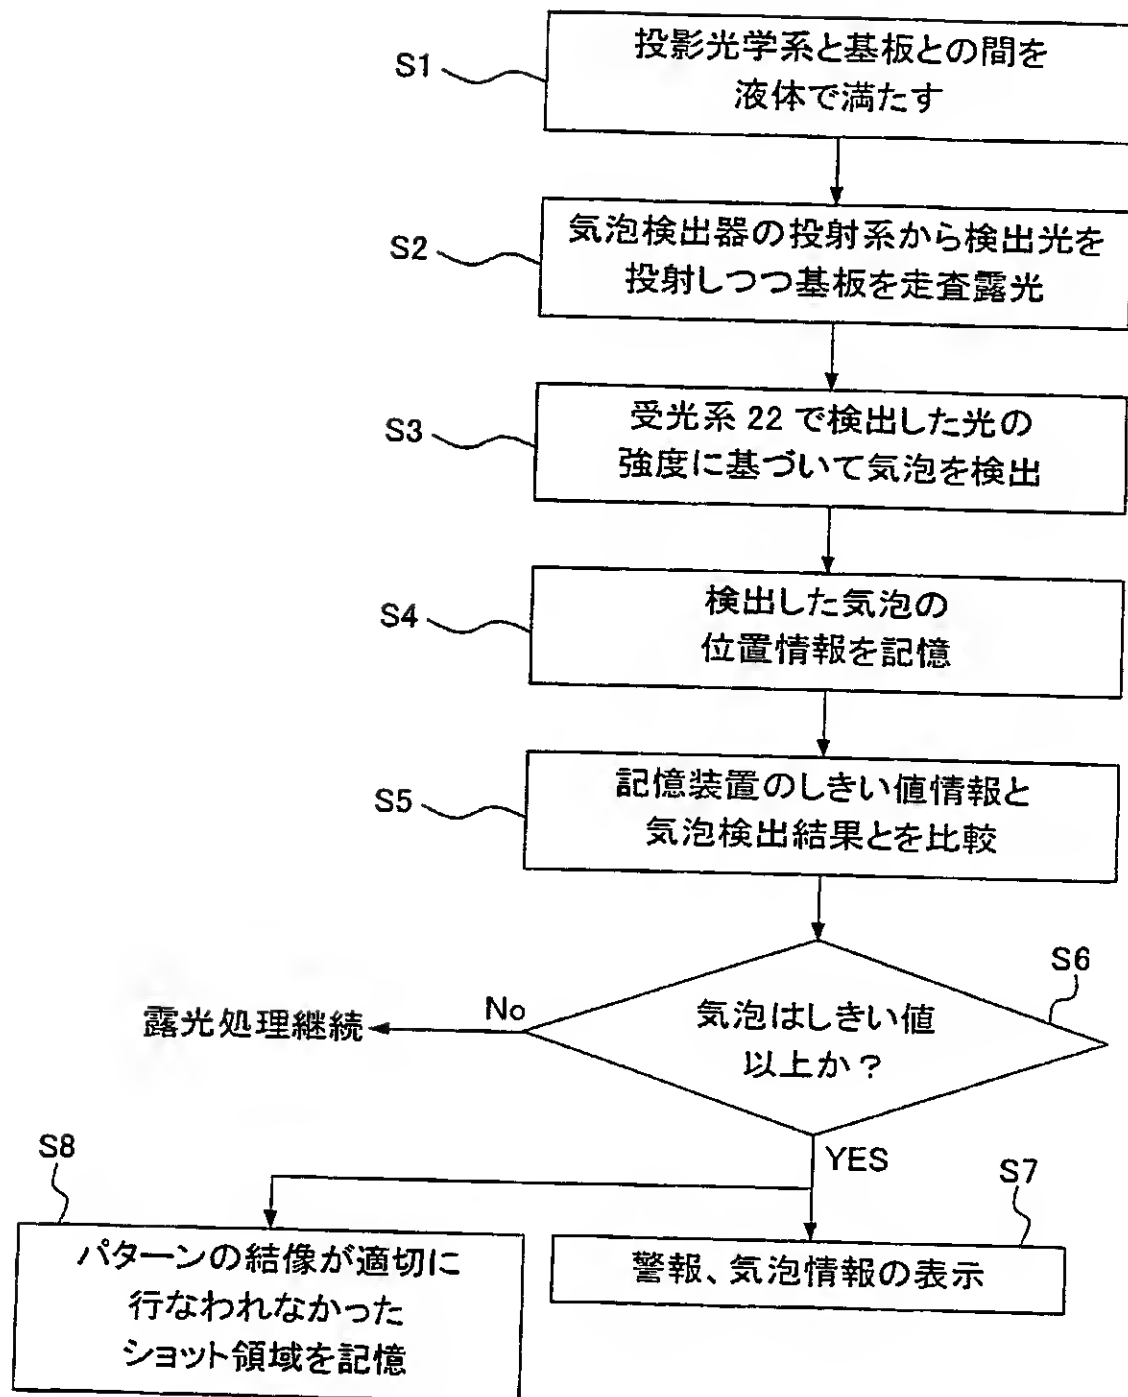 S1
投影光学系と基板との間を
液体で満たす
S2
気泡検出器の投射系から検出光を
投射しつつ基板を走査露光
S3
受光系 22 で検出した光の
強度に基づいて気泡を検出
S4
検出した気泡の
位置情報を記憶
S5
記憶装置のしきい値情報と
気泡検出結果とを比較
S6
気泡はしきい値
以上か？
No
露光処理継続
YES
S8
パターンの結像が適切に
行なわれなかった
ショット領域を記憶
S7
警報、気泡情報の表示